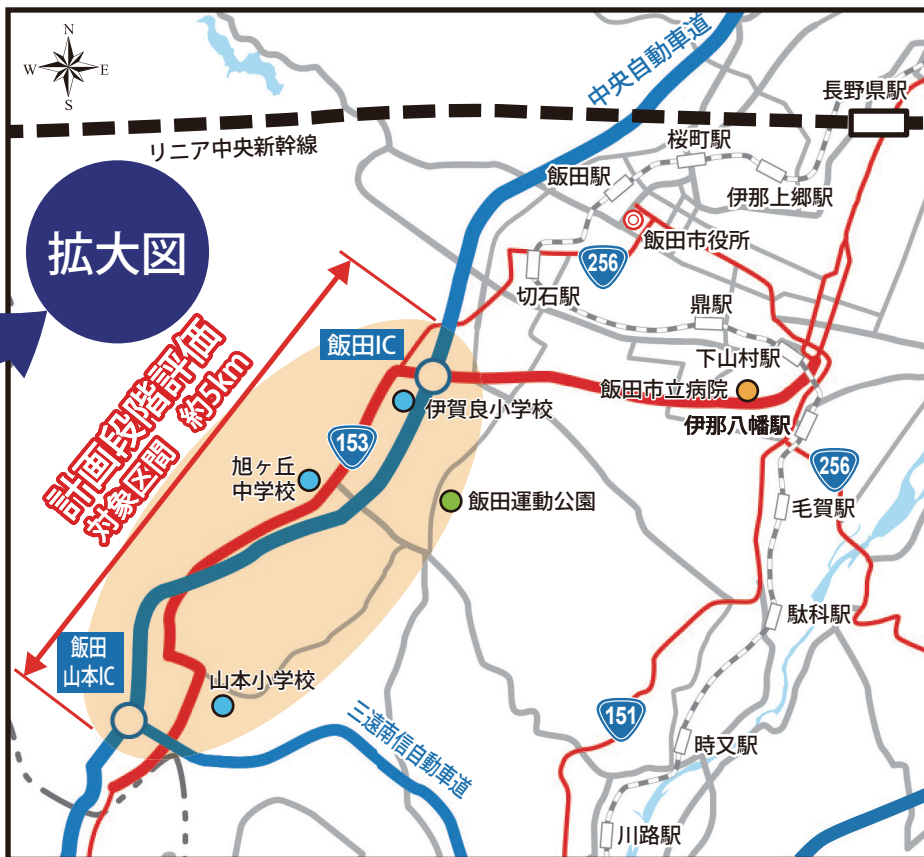 N
W
E
S
中央自動車道
長野県駅
リニア中央新幹線
桜町駅
飯田駅
伊那上郷駅
拡大図
飯田市役所
256
切石駅
鼎駅
計画段階評価
対象区間 約5km
飯田IC
下山村駅
飯田市立病院
伊賀良小学校
伊那八幡駅
153
旭ヶ丘
中学校
256
飯田運動公園
毛賀駅
駄科駅
飯田
山本IC
山本小学校
151
三遠南信自動車道
時又駅
川路駅